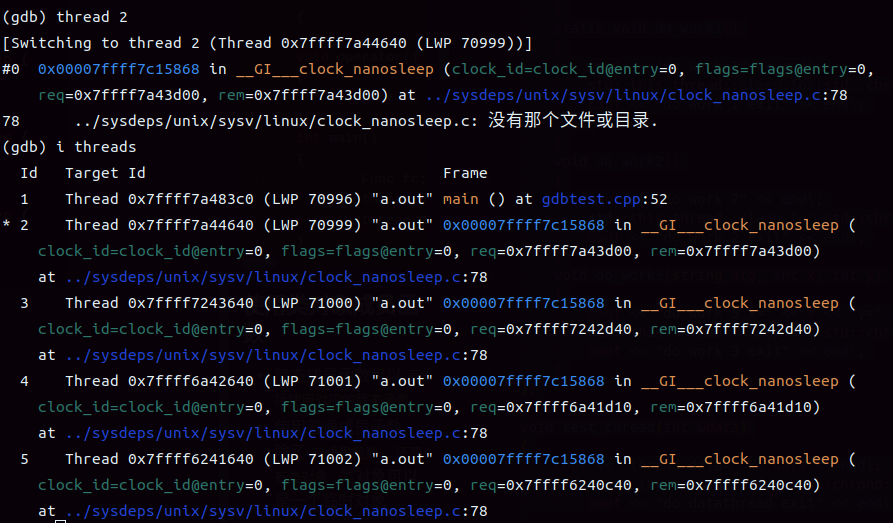 (gdb) thread 2
[Switching to thread 2 (Thread 0x7ffff7a44640 (LWP 70999))]
#0  0x00007ffff7c15868 in __GI___clock_nanosleep (clock_id=clock_id@entry=0, flags=flags@entry=0,
    req=0x7ffff7a43d00, rem=0x7ffff7a43d00) at ../sysdeps/unix/sysv/linux/clock_nanosleep.c:78
78      ../sysdeps/unix/sysv/linux/clock_nanosleep.c: 没有那个文件或目录.
(gdb) i threads
  Id   Target Id                                 Frame
  1    Thread 0x7ffff7a483c0 (LWP 70996) "a.out" main () at gdbtest.cpp:52
* 2    Thread 0x7ffff7a44640 (LWP 70999) "a.out" 0x00007ffff7c15868 in __GI___clock_nanosleep (
    clock_id=clock_id@entry=0, flags=flags@entry=0, req=0x7ffff7a43d00, rem=0x7ffff7a43d00)
    at ../sysdeps/unix/sysv/linux/clock_nanosleep.c:78
  3    Thread 0x7ffff7243640 (LWP 71000) "a.out" 0x00007ffff7c15868 in __GI___clock_nanosleep (
    clock_id=clock_id@entry=0, flags=flags@entry=0, req=0x7ffff7242d40, rem=0x7ffff7242d40)
    at ../sysdeps/unix/sysv/linux/clock_nanosleep.c:78
  4    Thread 0x7ffff6a42640 (LWP 71001) "a.out" 0x00007ffff7c15868 in __GI___clock_nanosleep (
    clock_id=clock_id@entry=0, flags=flags@entry=0, req=0x7ffff6a41d10, rem=0x7ffff6a41d10)
    at ../sysdeps/unix/sysv/linux/clock_nanosleep.c:78
  5    Thread 0x7ffff6241640 (LWP 71002) "a.out" 0x00007ffff7c15868 in __GI___clock_nanosleep (
    clock_id=clock_id@entry=0, flags=flags@entry=0, req=0x7ffff6240c40, rem=0x7ffff6240c40)
    at ../sysdeps/unix/sysv/linux/clock_nanosleep.c:78